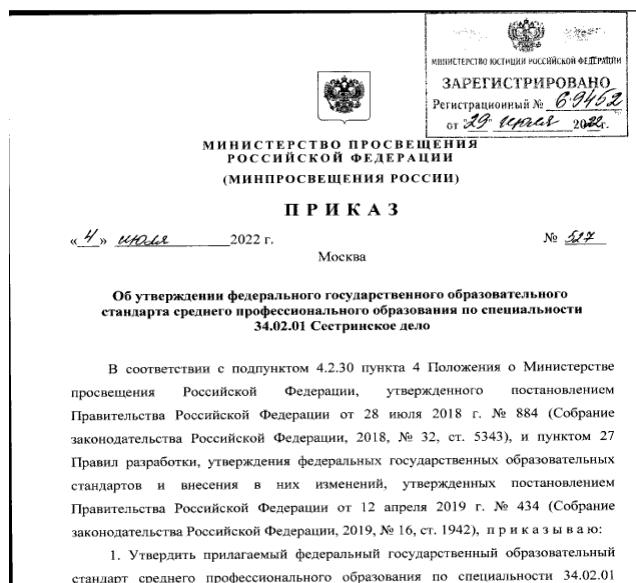 МИНИСТЕРСТВО ЮСТИЦИИ РОССИЙСКОЙ ФЕДЕРАЦИИ
ЗАРЕГИСТРИРОВАНО
Регистрационный № 69452
от "29" июля 2022г.
МИНИСТЕРСТВО ПРОСВЕЩЕНИЯ
РОССИЙСКОЙ ФЕДЕРАЦИИ
(МИНПРОСВЕЩЕНИЯ РОССИИ)
ПРИКАЗ
«4» июля 2022 г. № 527
Москва
Об утверждении федерального государственного образовательного
стандарта среднего профессионального образования по специальности
34.02.01 Сестринское дело
В соответствии с подпунктом 4.2.30 пункта 4 Положения о Министерстве
просвещения Российской Федерации, утвержденного постановлением
Правительства Российской Федерации от 28 июля 2018 г. № 884 (Собрание
законодательства Российской Федерации, 2018, № 32, ст. 5343), и пунктом 27
Правил разработки, утверждения федеральных государственных образовательных
стандартов и внесения в них изменений, утвержденных постановлением
Правительства Российской Федерации от 12 апреля 2019 г. № 434 (Собрание
законодательства Российской Федерации, 2019, № 16, ст. 1942), п р и к а з ы в а ю:
1. Утвердить прилагаемый федеральный государственный образовательный
стандарт среднего профессионального образования по специальности 34.02.01